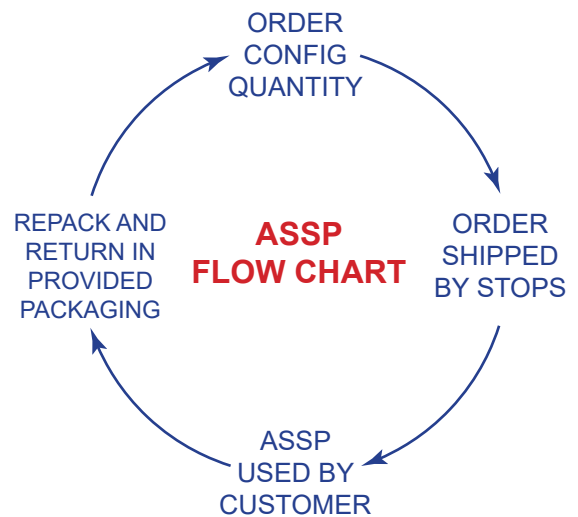 ORDER
CONFIG
QUANTITY
ORDER
SHIPPED
BY STOPS
ASSP
USED BY
CUSTOMER
REPACK AND
RETURN IN
PROVIDED
PACKAGING
ASSP
FLOW CHART